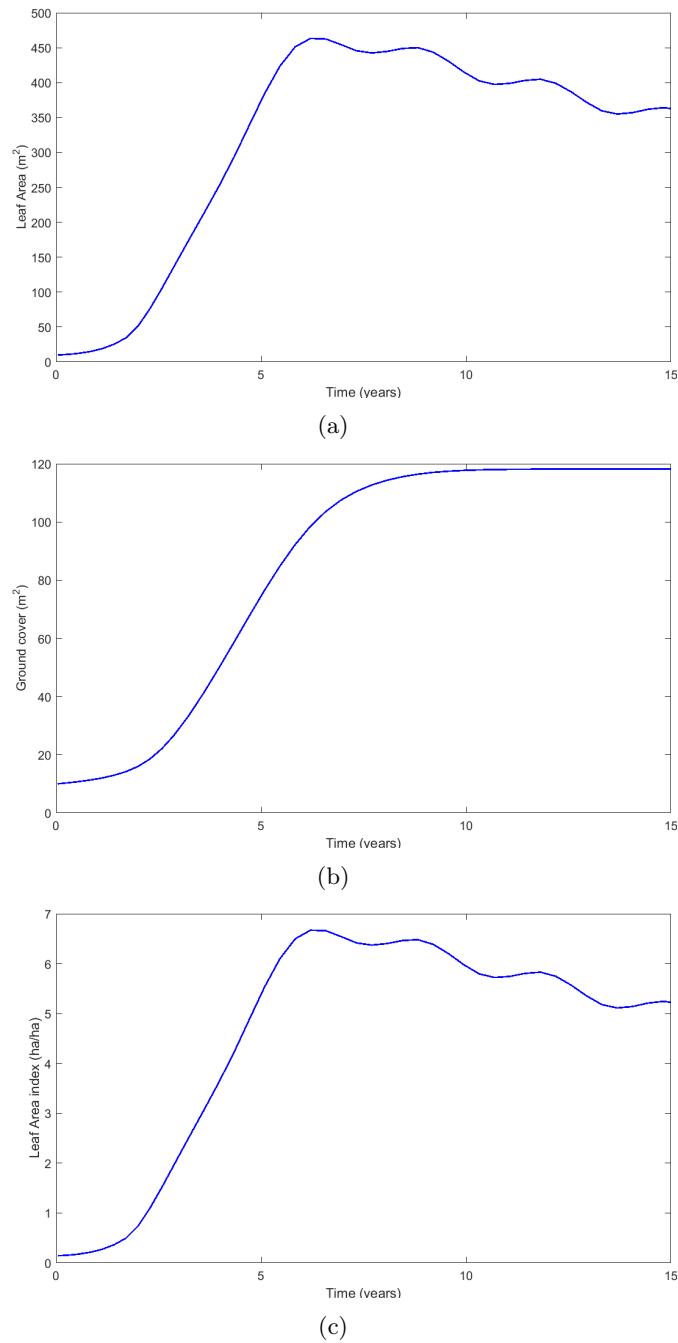 500
450
400
350
300
250
200
150
100
50
0
Leaf Area (m²)
0 5 10 15
Time (years)
(a)
120
100
80
60
40
20
0
Ground cover (m²)
0 5 10 15
Time (years)
(b)
7
6
5
4
3
2
1
0
Leaf Area index (ha/ha)
0 5 10 15
Time (years)
(c)